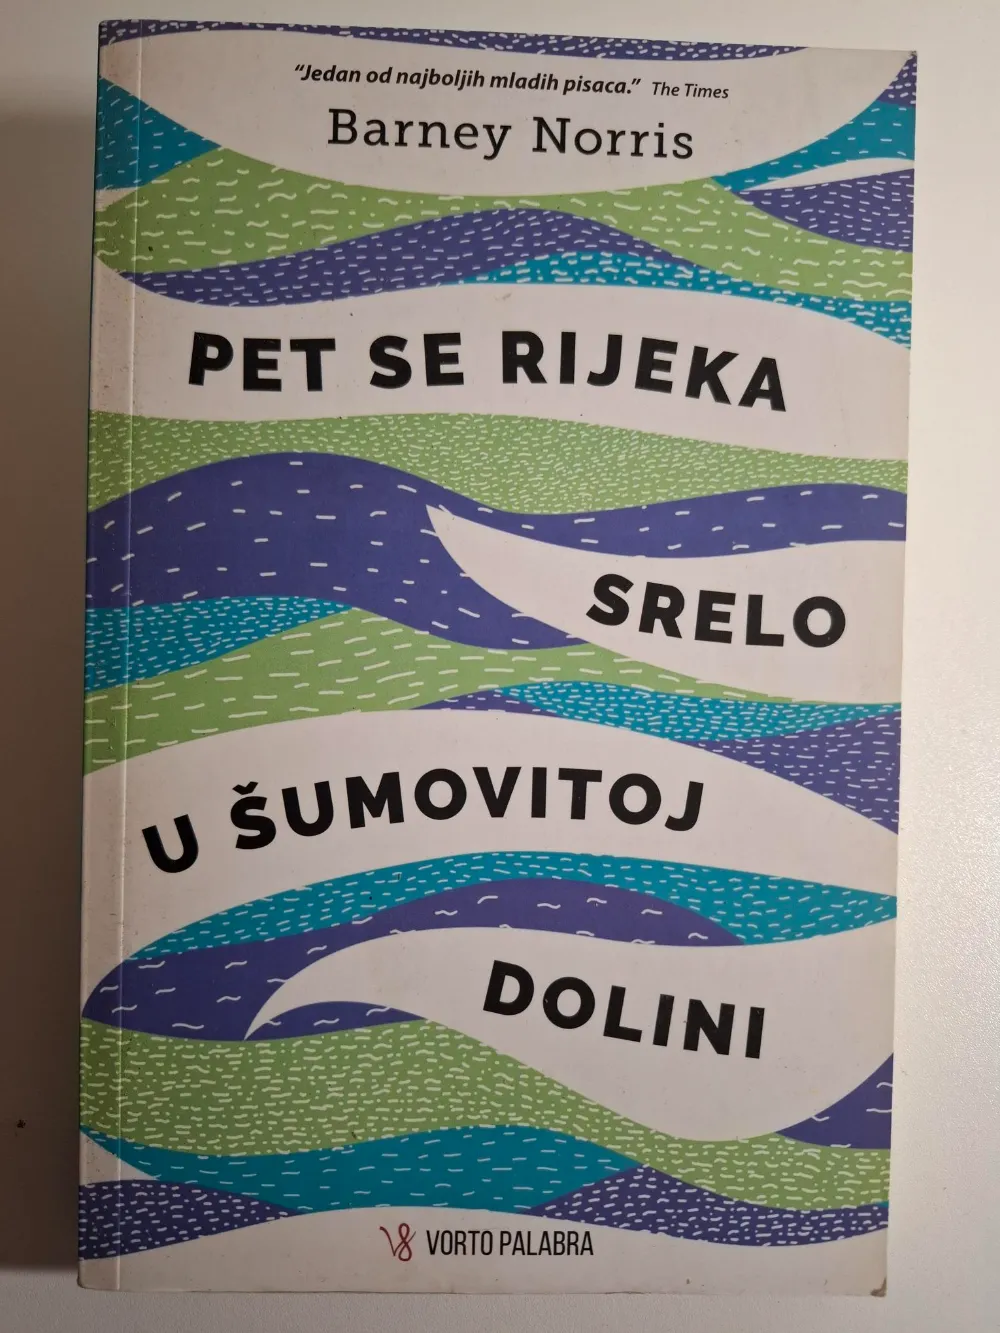 “Jedan od najboljih mladih pisaca.” The Times
Barney Norris
PET SE RIJEKA
SRELO
U ŠUMOVITOJ
DOLINI
VORTO PALABRA